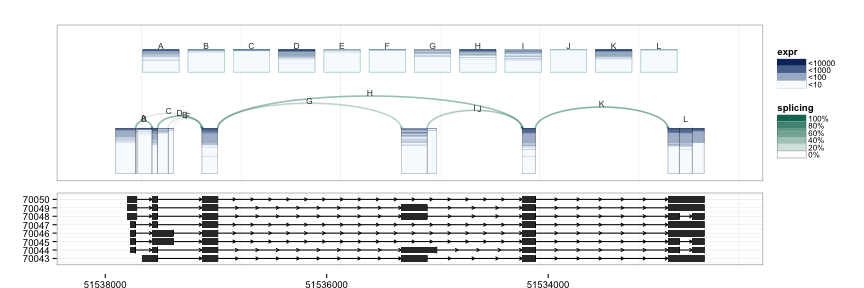 A B C D E F G H I J K L
expr
<10000
<1000
<100
<10
H
G
C
D
F
I J
K
L
splicing
100%
80%
60%
40%
20%
0%
70050
70049
70048
70047
70046
70045
70044
70043
51538000 51536000 51534000